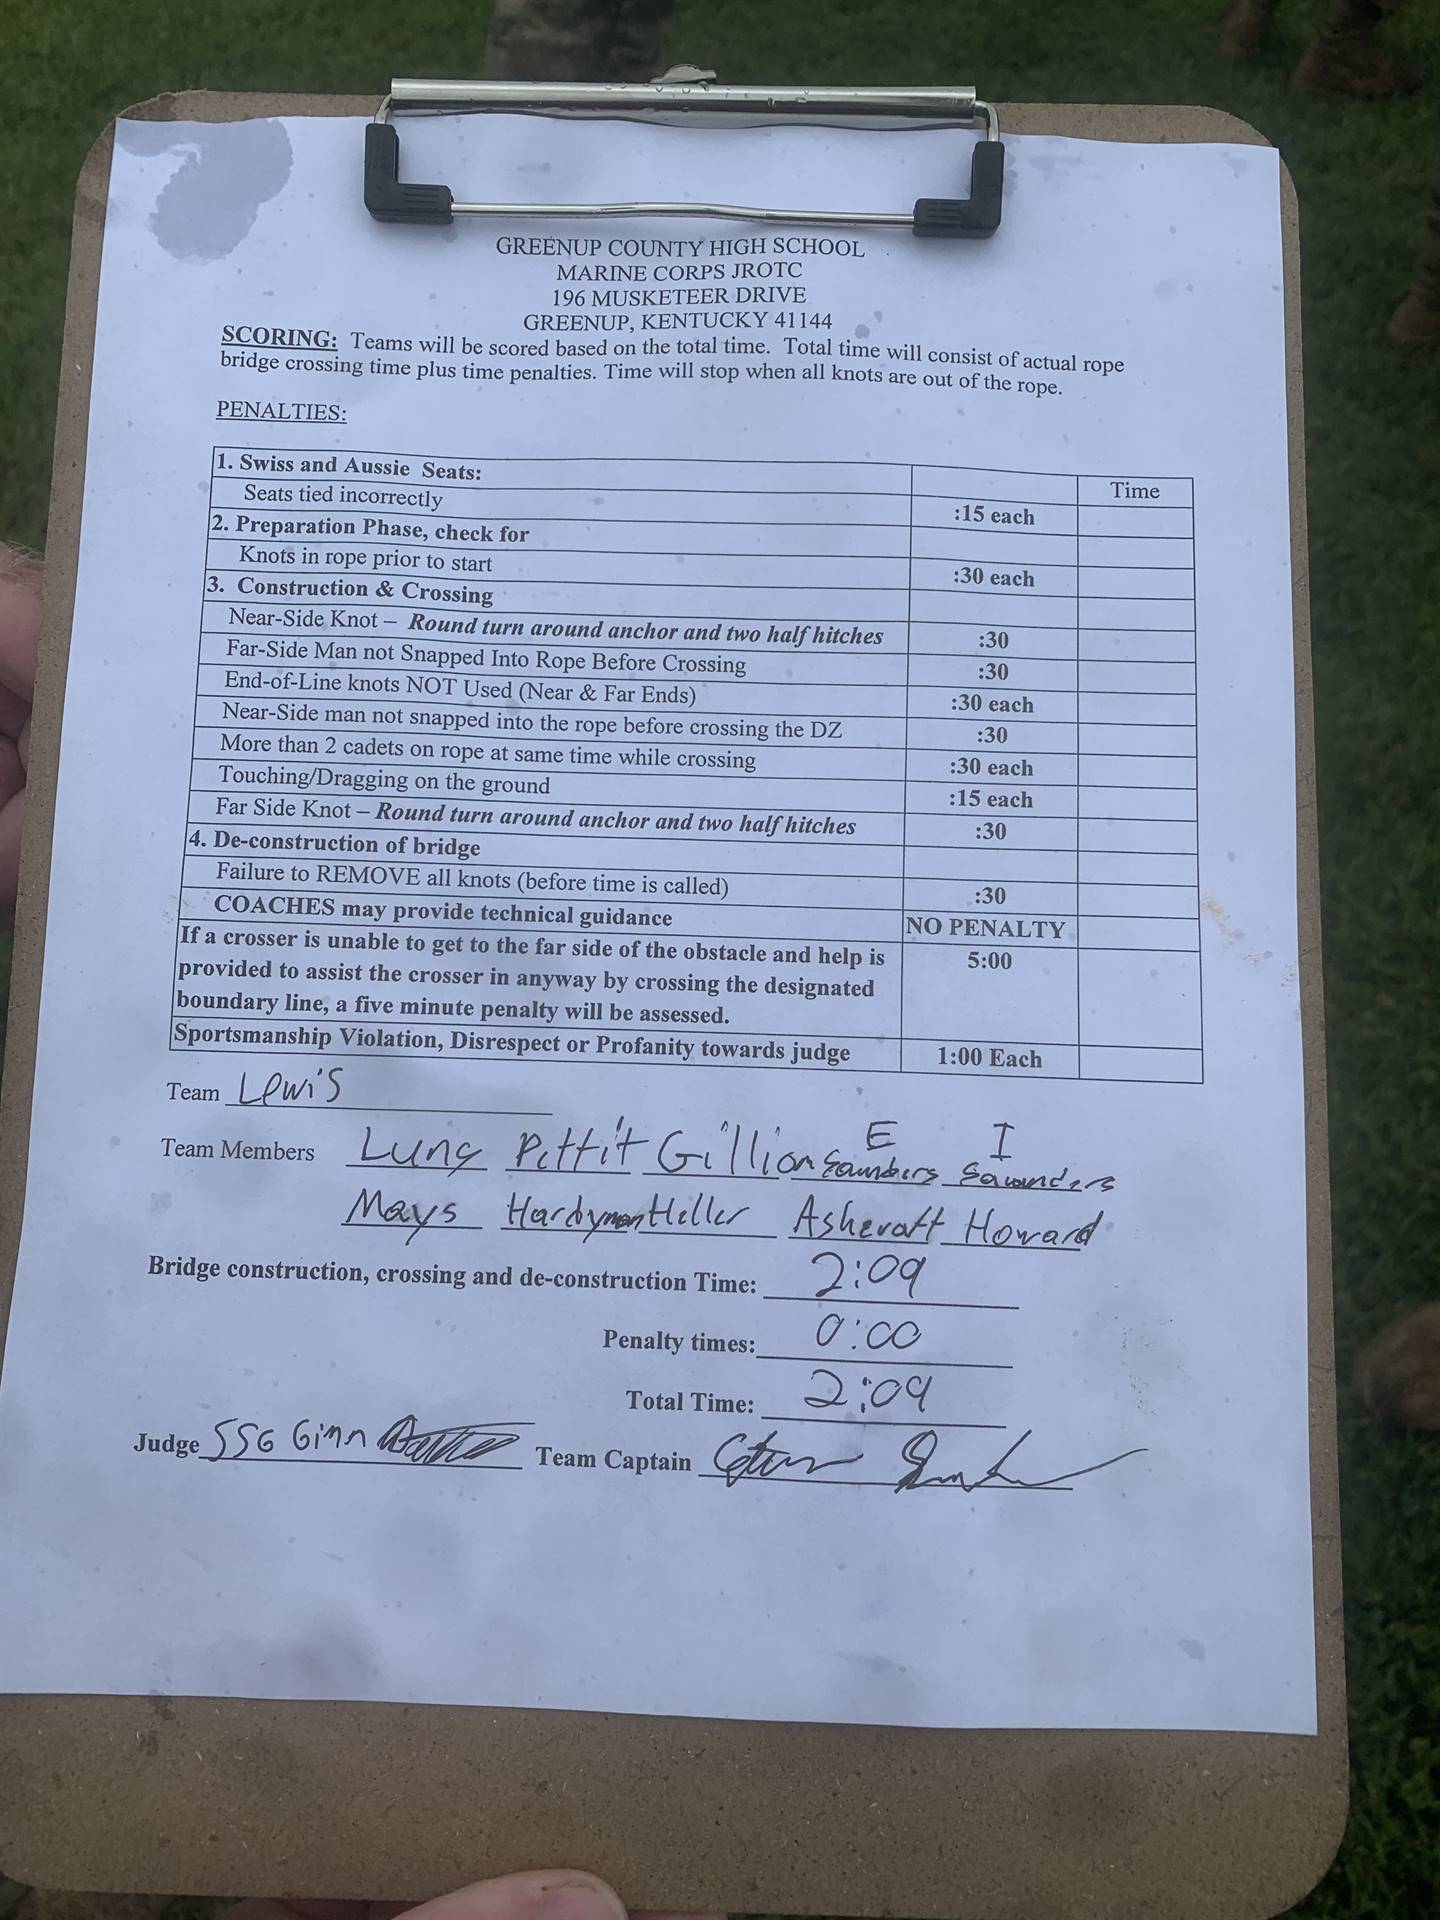 GREENUP COUNTY HIGH SCHOOL
MARINE CORPS JROTC
196 MUSKETEER DRIVE
GREENUP, KENTUCKY 41144
SCORING: Teams will be scored based on the total time. Total time will consist of actual rope
bridge crossing time plus time penalties. Time will stop when all knots are out of the rope.
PENALTIES:
1. Swiss and Aussie Seats: Time
Seats tied incorrectly :15 each
2. Preparation Phase, check for
Knots in rope prior to start :30 each
3. Construction & Crossing
Near-Side Knot – Round turn around anchor and two half hitches :30
Far-Side Man not Snapped Into Rope Before Crossing :30
End-of-Line knots NOT Used (Near & Far Ends) :30 each
Near-Side man not snapped into the rope before crossing the DZ :30
More than 2 cadets on rope at same time while crossing :30 each
Touching/Dragging on the ground :15 each
Far Side Knot – Round turn around anchor and two half hitches :30
4. De-construction of bridge
Failure to REMOVE all knots (before time is called) :30
COACHES may provide technical guidance NO PENALTY
If a crosser is unable to get to the far side of the obstacle and help is 5:00
provided to assist the crosser in anyway by crossing the designated
boundary line, a five minute penalty will be assessed.
Sportsmanship Violation, Disrespect or Profanity towards judge 1:00 Each
Team Lewis
E I
Team Members Pettit Gillion Saunders Saunders
Mays Hardyman Heller Ashcraft Howard
Bridge construction, crossing and de-construction Time: 2:09
Penalty times: 0:00
Total Time: 2:09
Judge SSG Ginn Team Captain